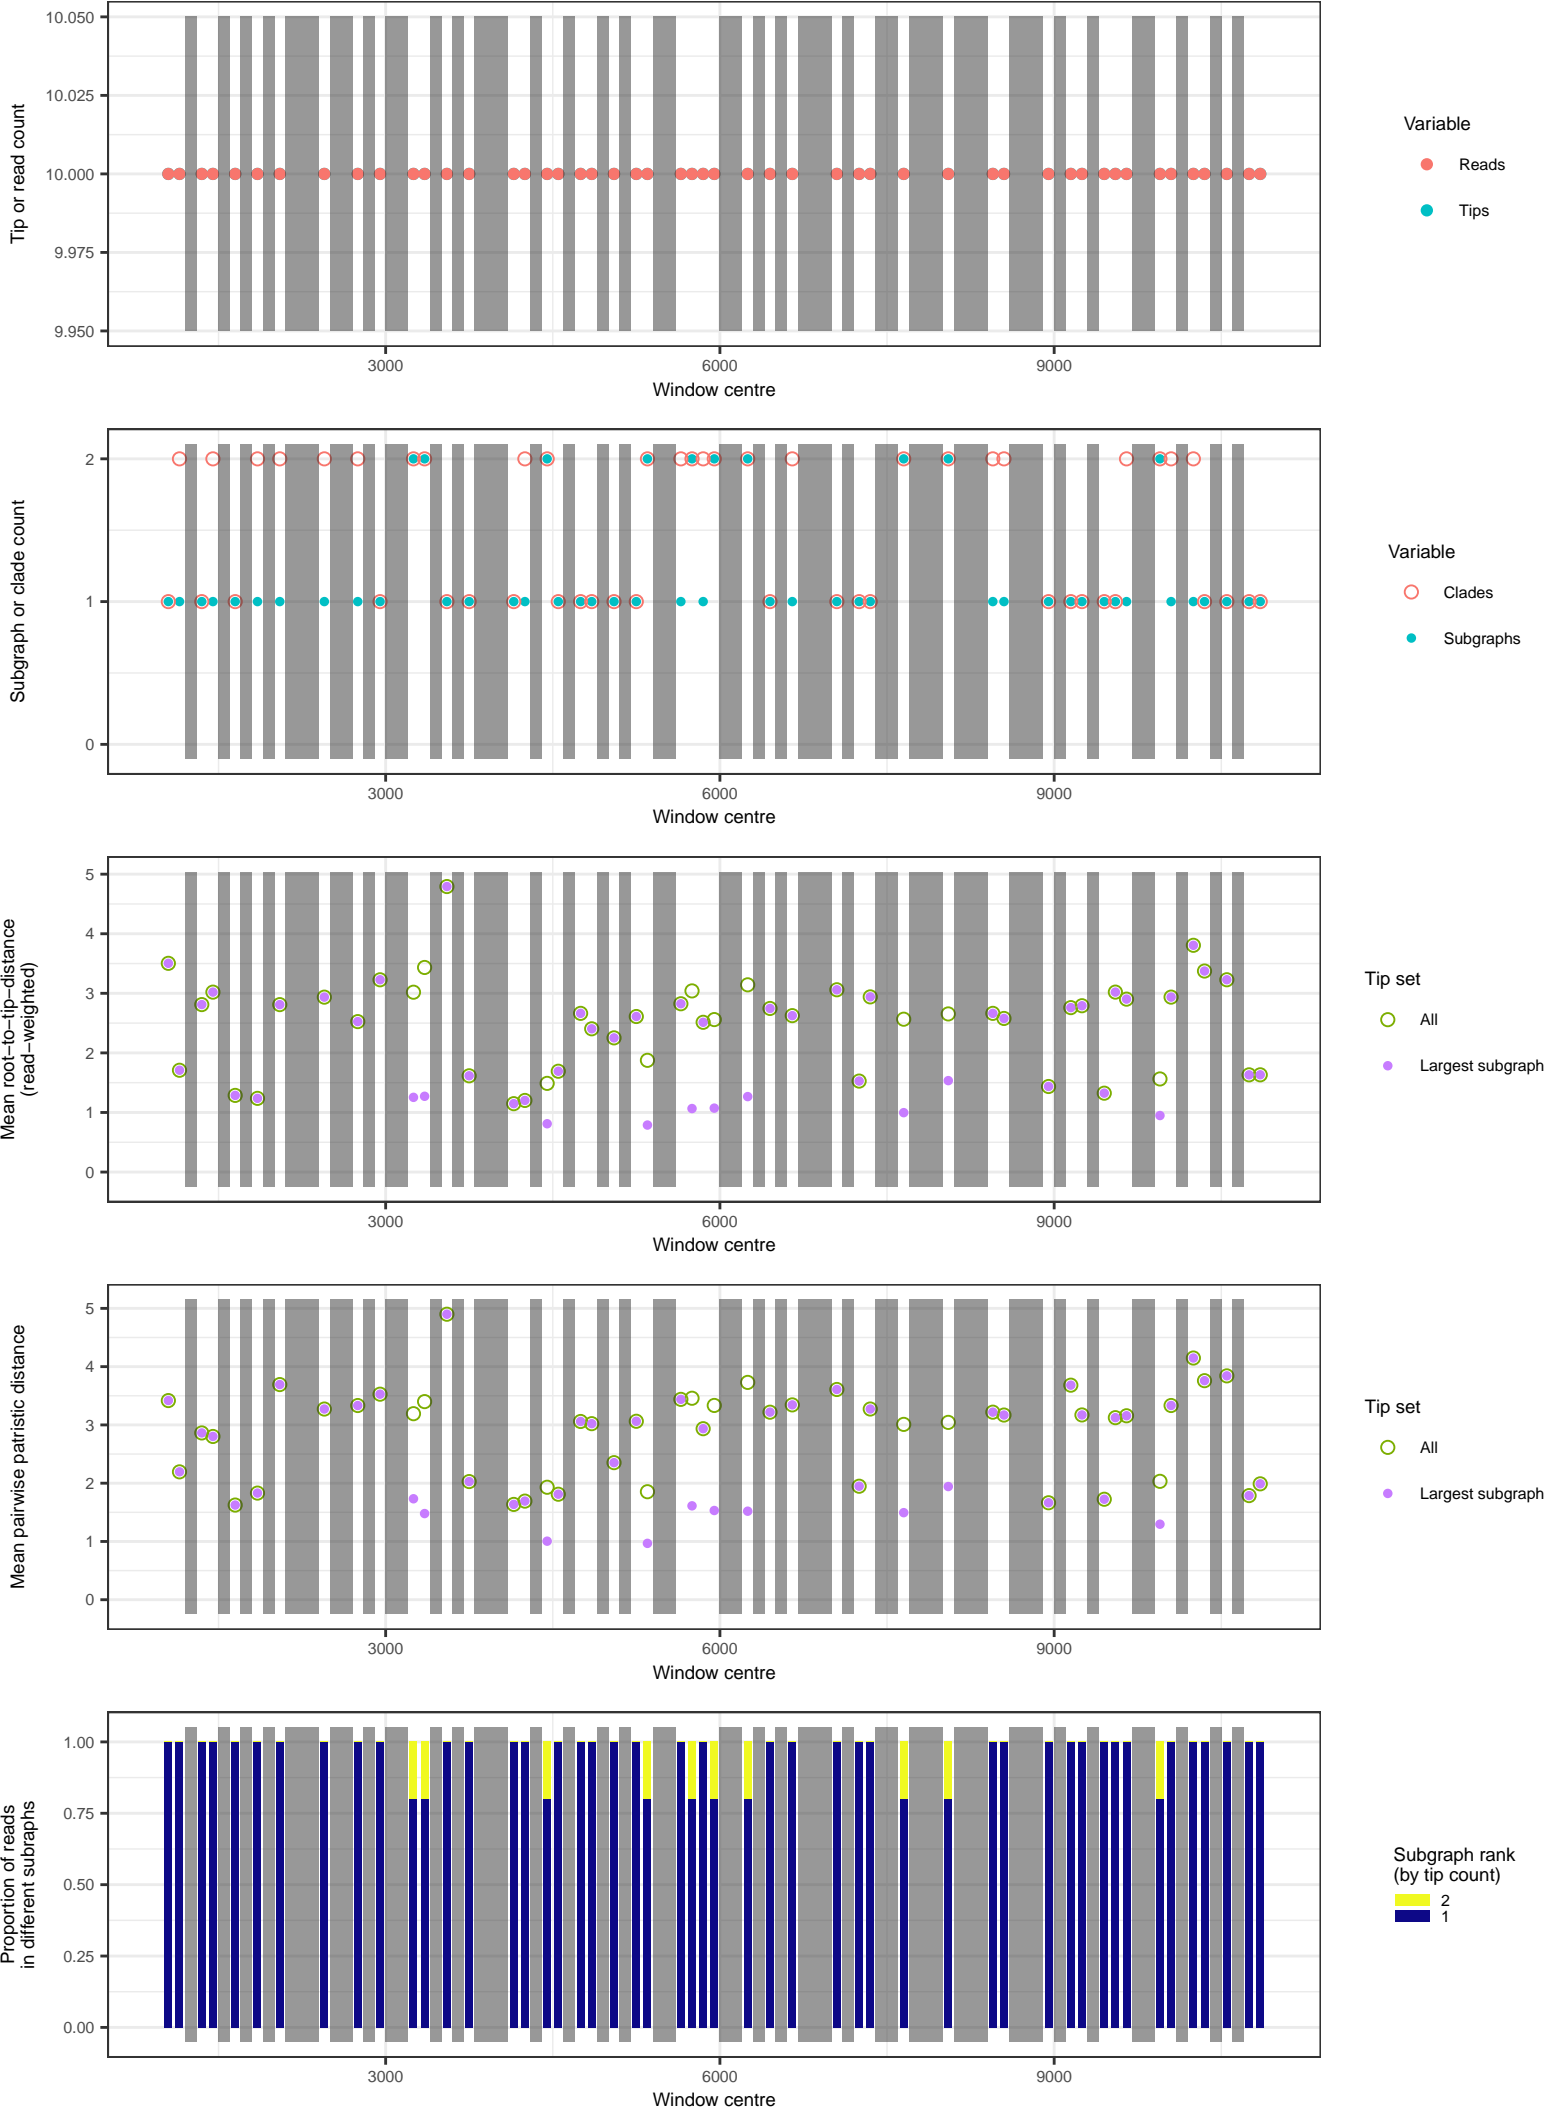 10.050
10.025
10.000
9.975
9.950
Tip or read count
3000
6000
9000
Window centre
Variable
Reads
Tips
2
1
0
Subgraph or clade count
3000
6000
9000
Window centre
Variable
Clades
Subgraphs
5
4
3
2
1
0
Mean root−to−tip−distance
(read−weighted)
3000
6000
9000
Window centre
Tip set
All
Largest subgraph
5
4
3
2
1
0
Mean pairwise patristic distance
3000
6000
9000
Window centre
Tip set
All
Largest subgraph
1.00
0.75
0.50
0.25
0.00
Proportion of reads
in different subraphs
3000
6000
9000
Window centre
Subgraph rank
(by tip count)
2
1